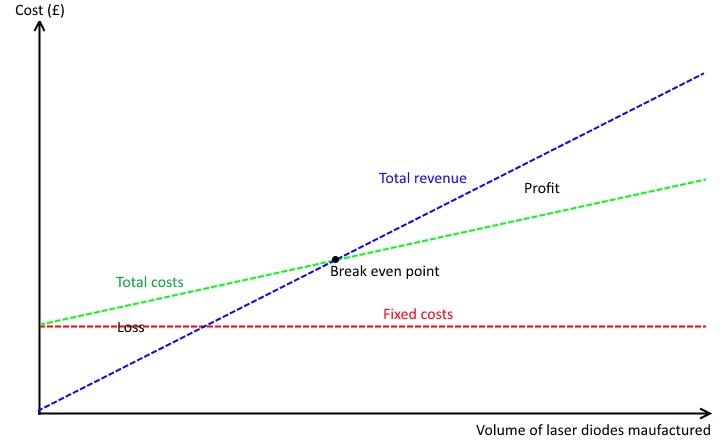 Cost (£)
Total revenue
Profit
Break even point
Total costs
Fixed costs
Loss
Volume of laser diodes maufactured